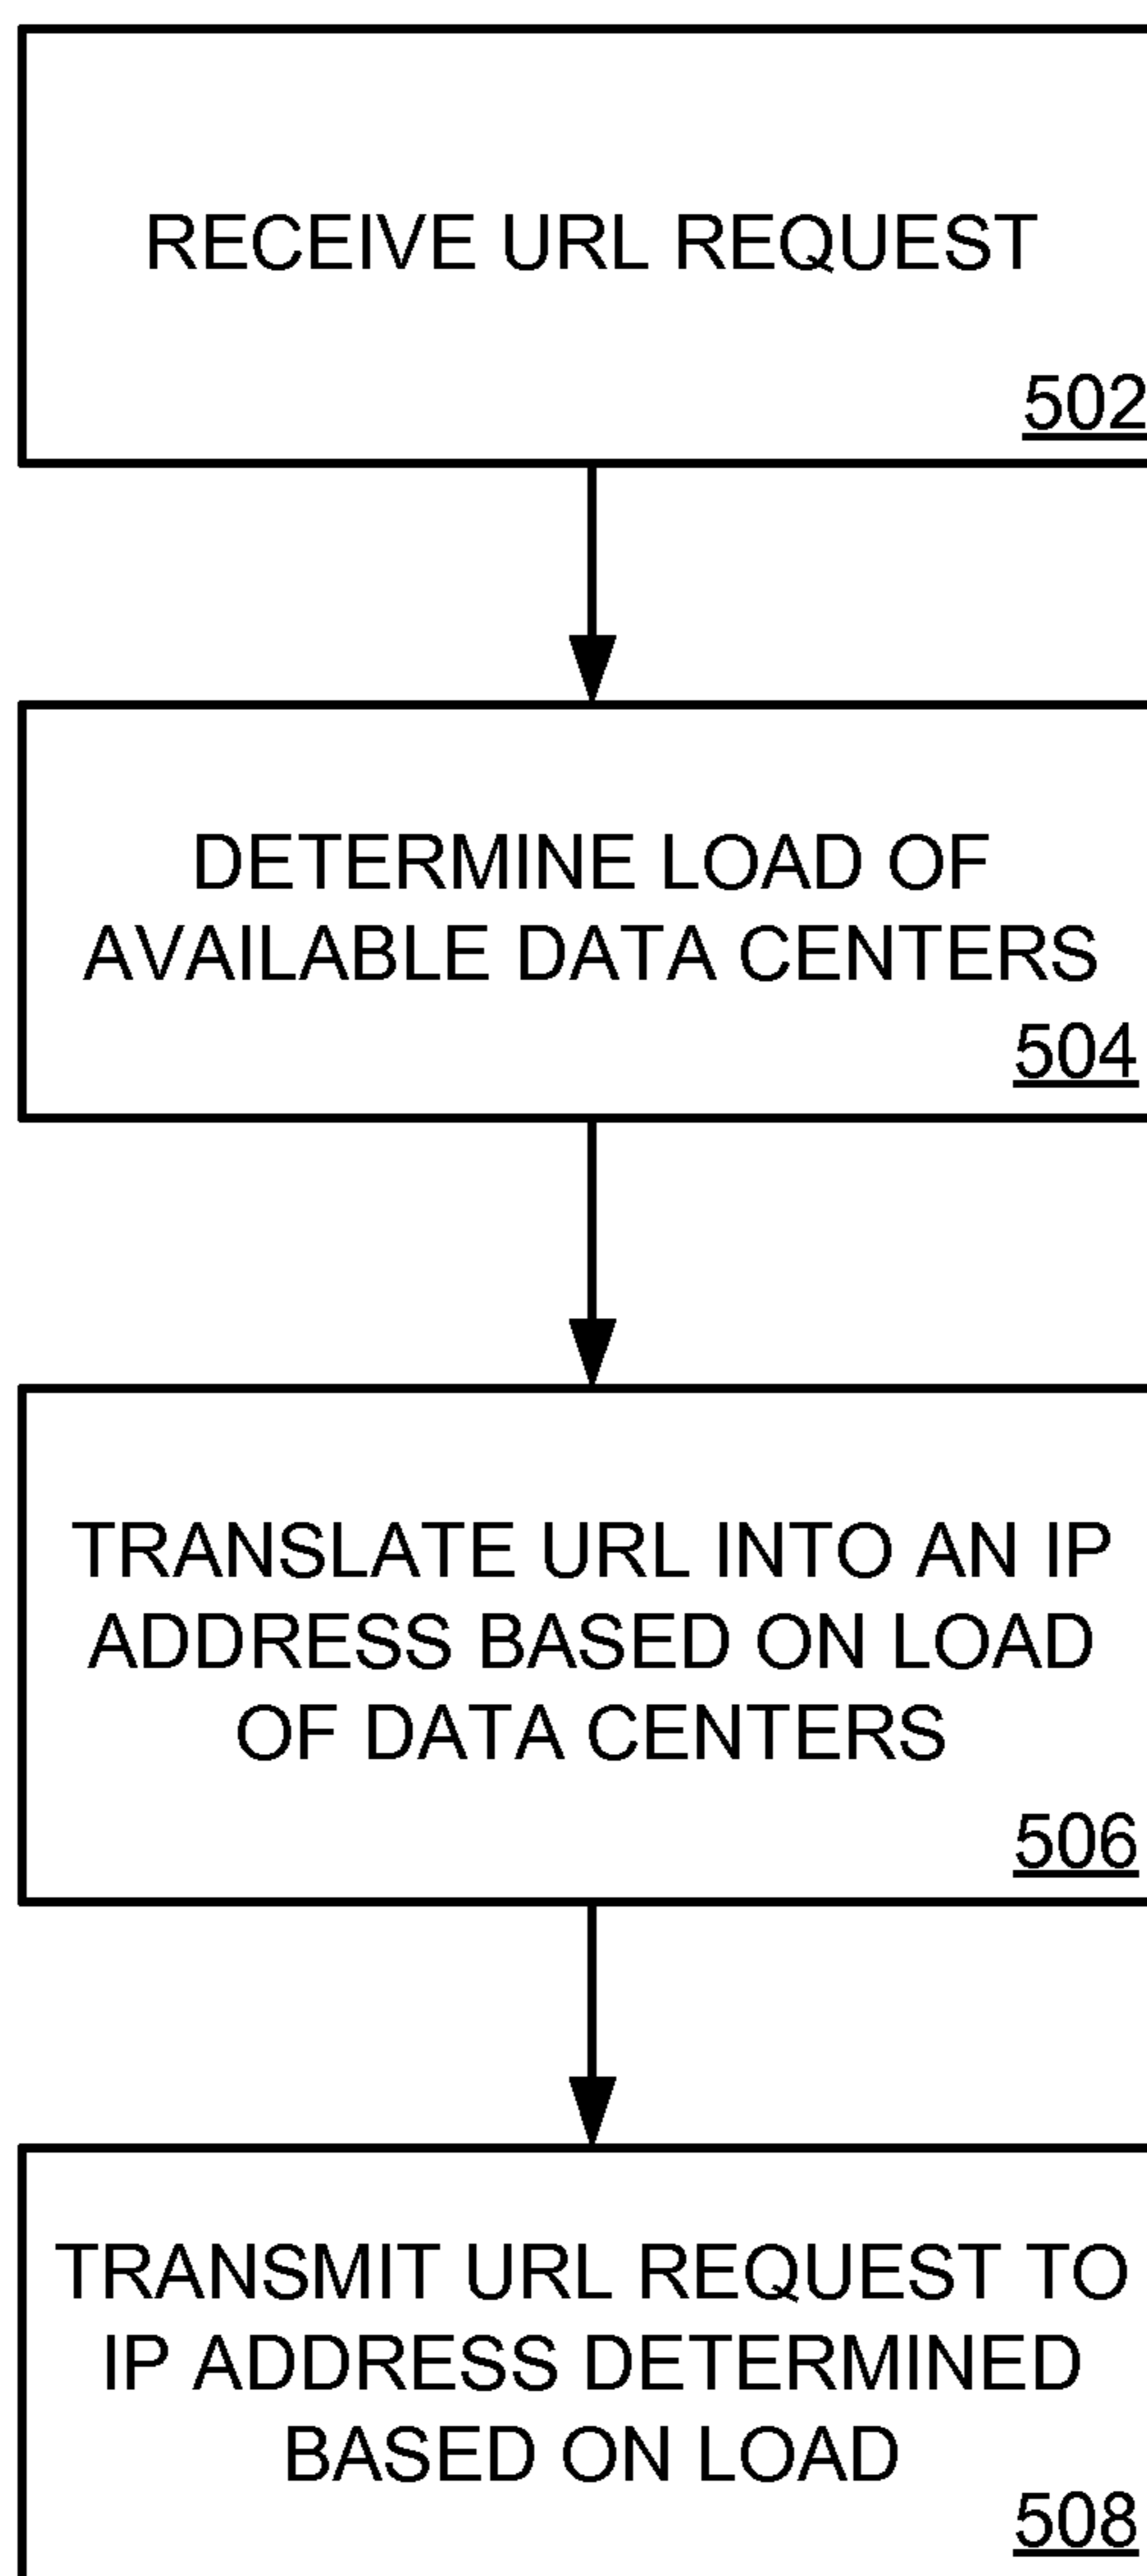 RECEIVE URL REQUEST
502
DETERMINE LOAD OF
AVAILABLE DATA CENTERS
504
TRANSLATE URL INTO AN IP
ADDRESS BASED ON LOAD
OF DATA CENTERS
506
TRANSMIT URL REQUEST TO
IP ADDRESS DETERMINED
BASED ON LOAD
508